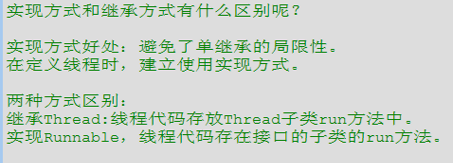 实现方式和继承方式有什么区别呢？
实现方式好处：避免了单继承的局限性。
在定义线程时，建立使用实现方式。
两种方式区别：
继承Thread:线程代码存放Thread子类run方法中。
实现Runnable，线程代码存在接口的子类的run方法。